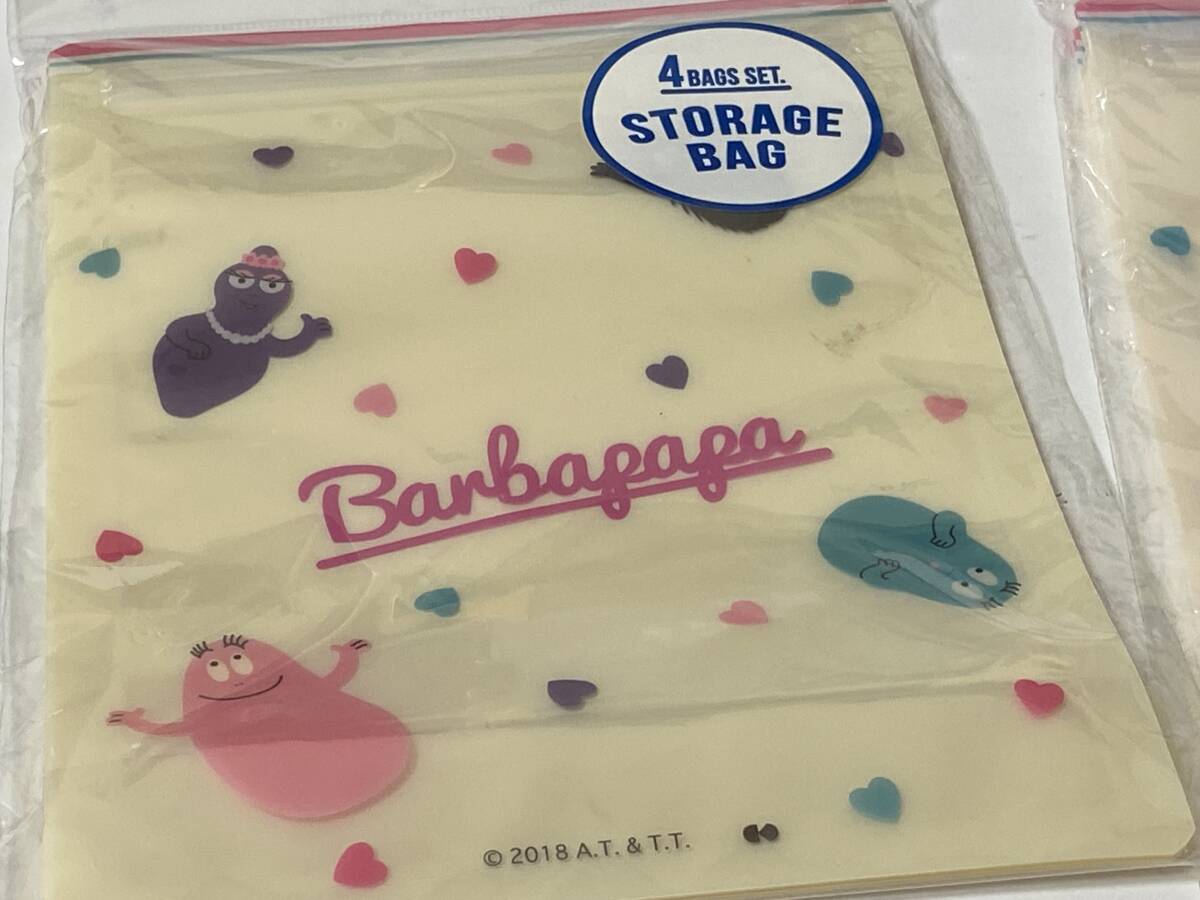 4 BAGS SET.
STORAGE
BAG
Barbapapa
© 2018 A.T. & T.T.